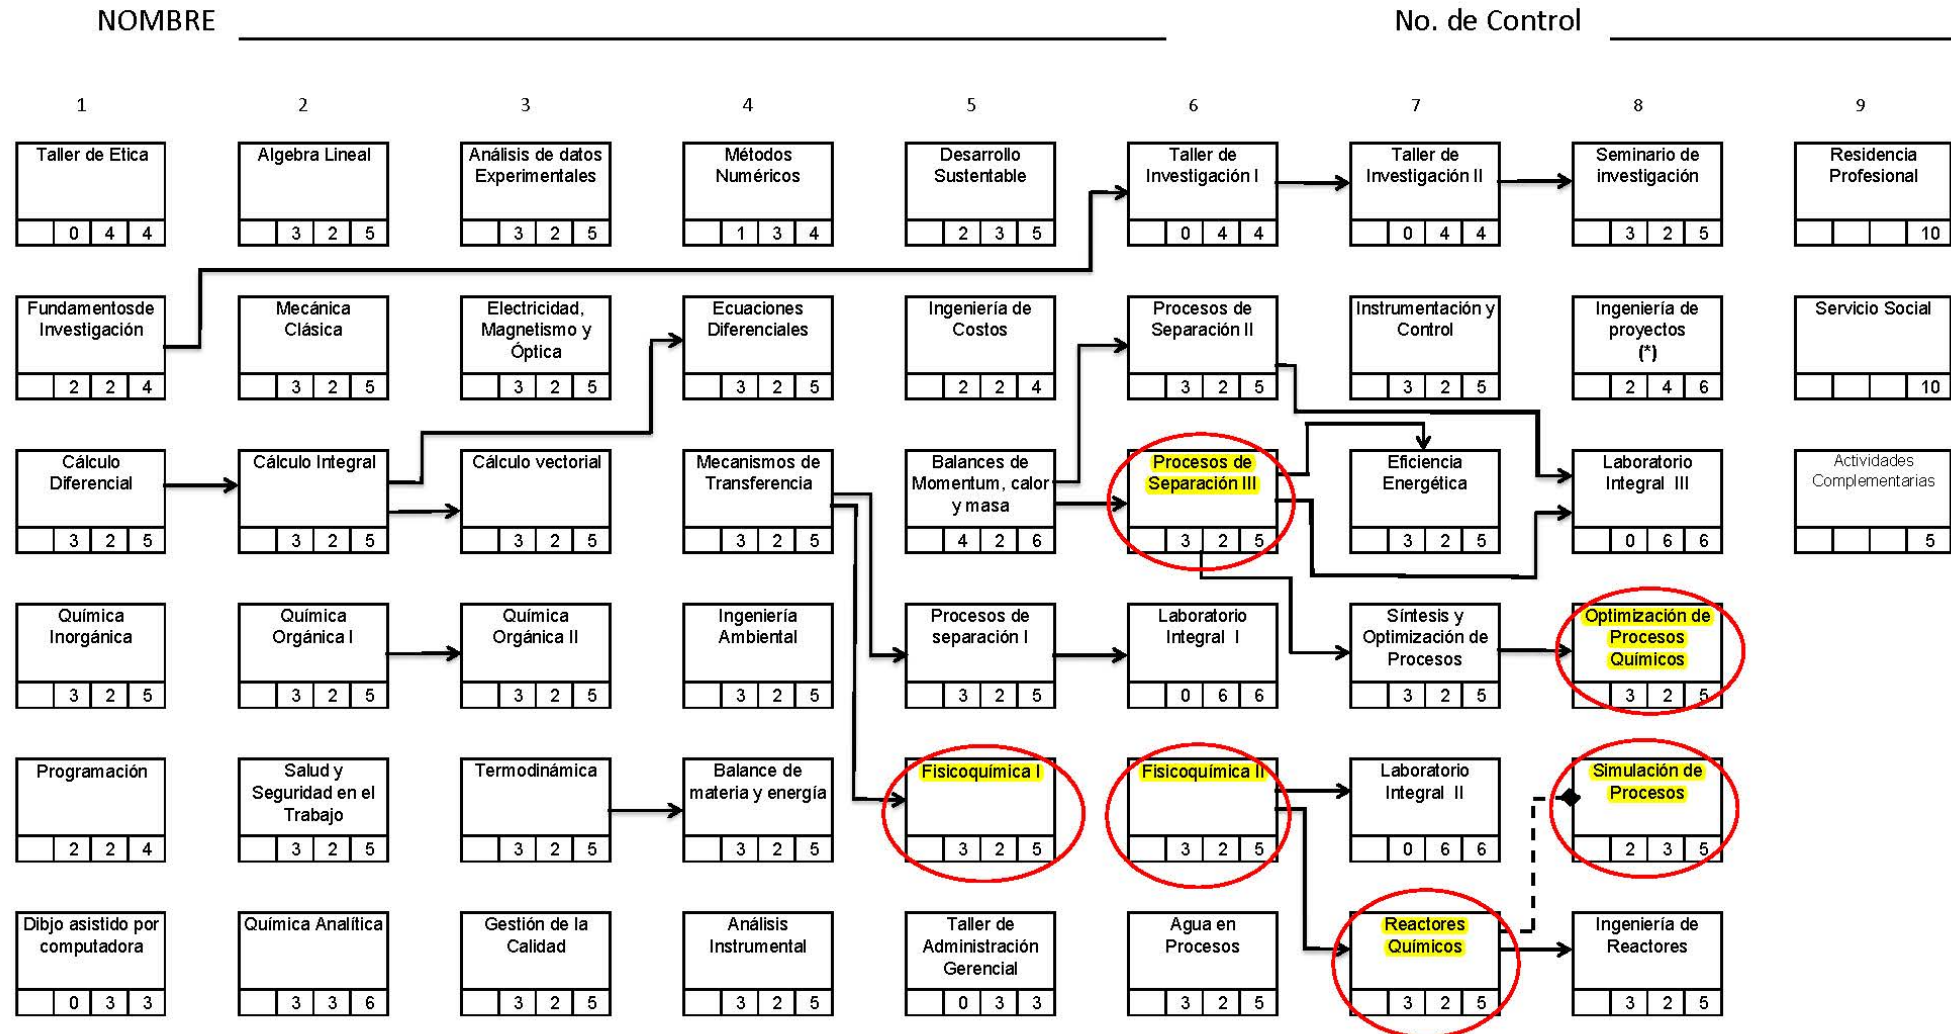 NOMBRE
No. de Control
1 2 3 4 5 6 7 8 9
Taller de Etica
0 4 4
Algebra Lineal
3 2 5
Análisis de datos
Experimentales
3 2 5
Métodos
Numéricos
1 3 4
Desarrollo
Sustentable
2 3 5
Taller de
Investigación I
0 4 4
Taller de
Investigación II
0 4 4
Seminario de
investigación
3 2 5
Residencia
Profesional
10
Fundamentosde
Investigación
2 2 4
Mecánica
Clásica
3 2 5
Electricidad,
Magnetismo y
Óptica
3 2 5
Ecuaciones
Diferenciales
3 2 5
Ingeniería de
Costos
2 2 4
Procesos de
Separación II
3 2 5
Instrumentación y
Control
3 2 5
Ingeniería de
proyectos
(*)
2 4 6
Servicio Social
10
Cálculo
Diferencial
3 2 5
Cálculo Integral
3 2 5
Cálculo vectorial
3 2 5
Mecanismos de
Transferencia
3 2 5
Balances de
Momentum, calor
y masa
4 2 6
Procesos de
Separación III
3 2 5
Eficiencia
Energética
3 2 5
Laboratorio
Integral III
0 6 6
Actividades
Complementarias
5
Química
Inorgánica
3 2 5
Química
Orgánica I
3 2 5
Química
Orgánica II
3 2 5
Ingeniería
Ambiental
3 2 5
Procesos de
separación I
3 2 5
Laboratorio
Integral I
0 6 6
Síntesis y
Optimización de
Procesos
3 2 5
Optimización de
Procesos
Químicos
3 2 5
Programación
2 2 4
Salud y
Seguridad en el
Trabajo
3 2 5
Termodinámica
3 2 5
Balance de
materia y energía
3 2 5
Fisicoquímica I
3 2 5
Fisicoquímica II
3 2 5
Laboratorio
Integral II
0 6 6
Simulación de
Procesos
2 3 5
Dibjo asistido por
computadora
0 3 3
Química Analítica
3 3 6
Gestión de la
Calidad
3 2 5
Análisis
Instrumental
3 2 5
Taller de
Administración
Gerencial
0 3 3
Agua en
Procesos
3 2 5
Reactores
Químicos
3 2 5
Ingeniería de
Reactores
3 2 5